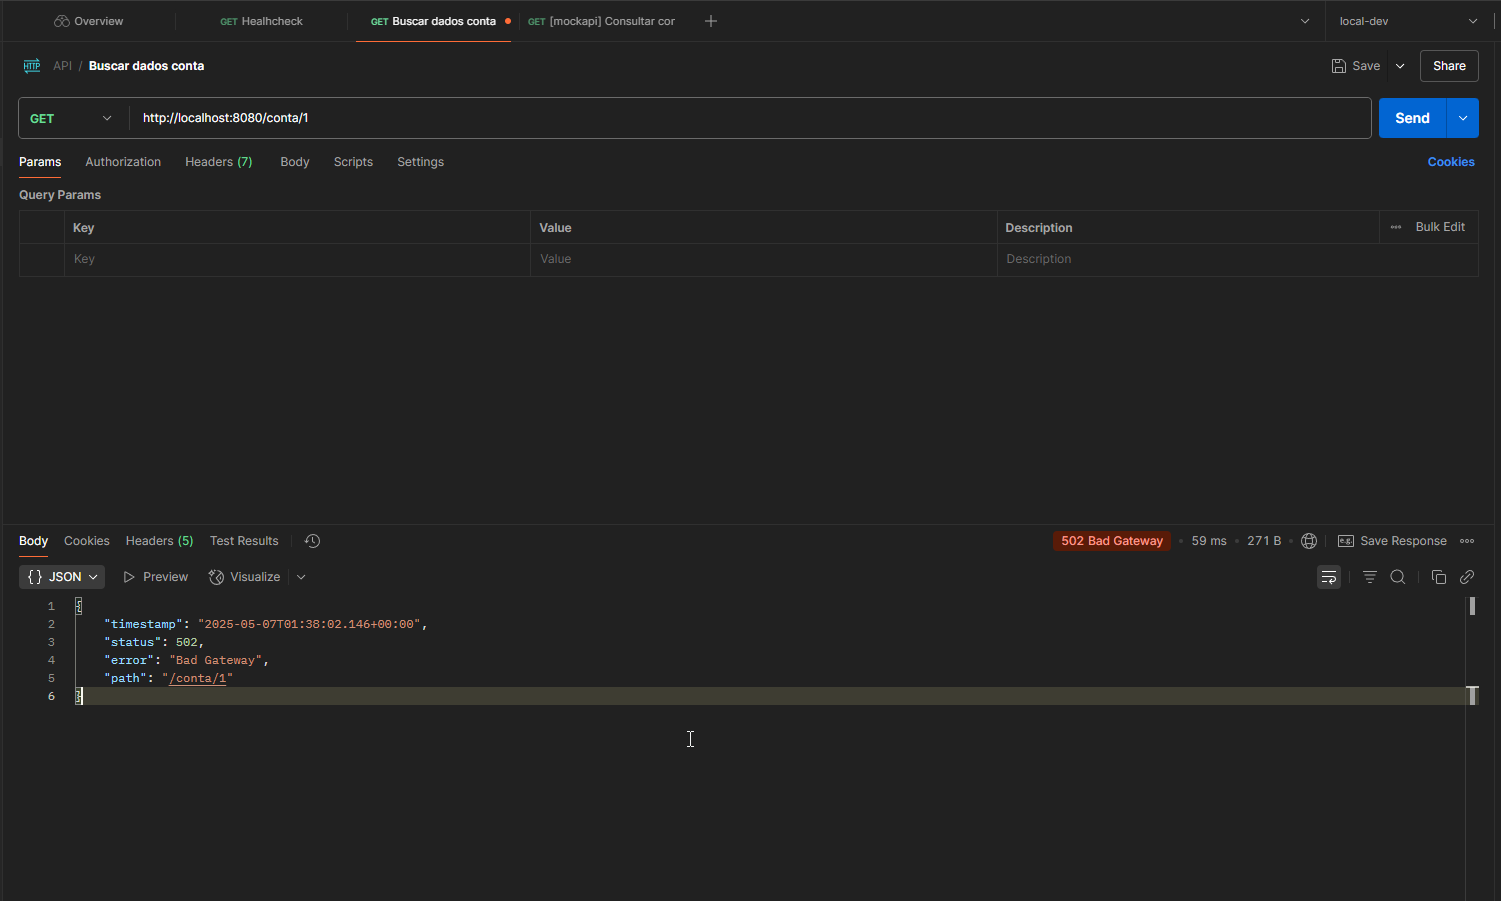 Overview
GET Healhcheck
GET Buscar dados conta
GET [mockapi] Consultar cor
local-dev
HTTP API / Buscar dados conta
Save
Share
GET
http://localhost:8080/conta/1
Send
Params Authorization Headers (7) Body Scripts Settings
Cookies
Query Params
Key Value Description Bulk Edit
Key Value Description
Body Cookies Headers (5) Test Results
502 Bad Gateway • 59 ms • 271 B •
e.g. Save Response
{} JSON Preview Visualize
1 {
2 "timestamp": "2025-05-07T01:38:02.146+00:00",
3 "status": 502,
4 "error": "Bad Gateway",
5 "path": "/conta/1"
6 }